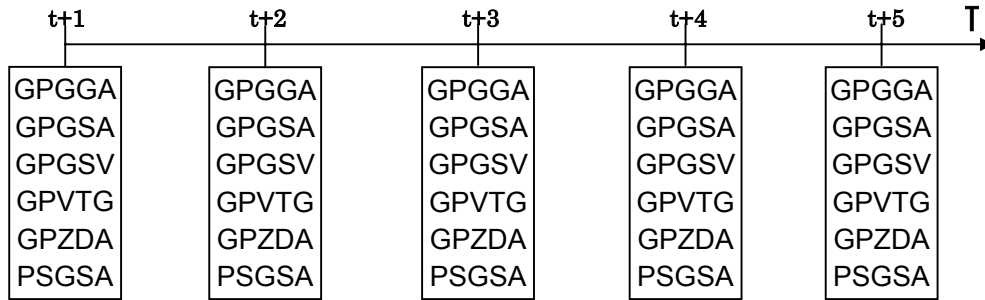 t+1 t+2 t+3 t+4 t+5 T
GPGGA GPGGA GPGGA GPGGA GPGGA
GPGSA GPGSA GPGSA GPGSA GPGSA
GPGSV GPGSV GPGSV GPGSV GPGSV
GPVTG GPVTG GPVTG GPVTG GPVTG
GPZDA GPZDA GPZDA GPZDA GPZDA
PSGSA PSGSA PSGSA PSGSA PSGSA